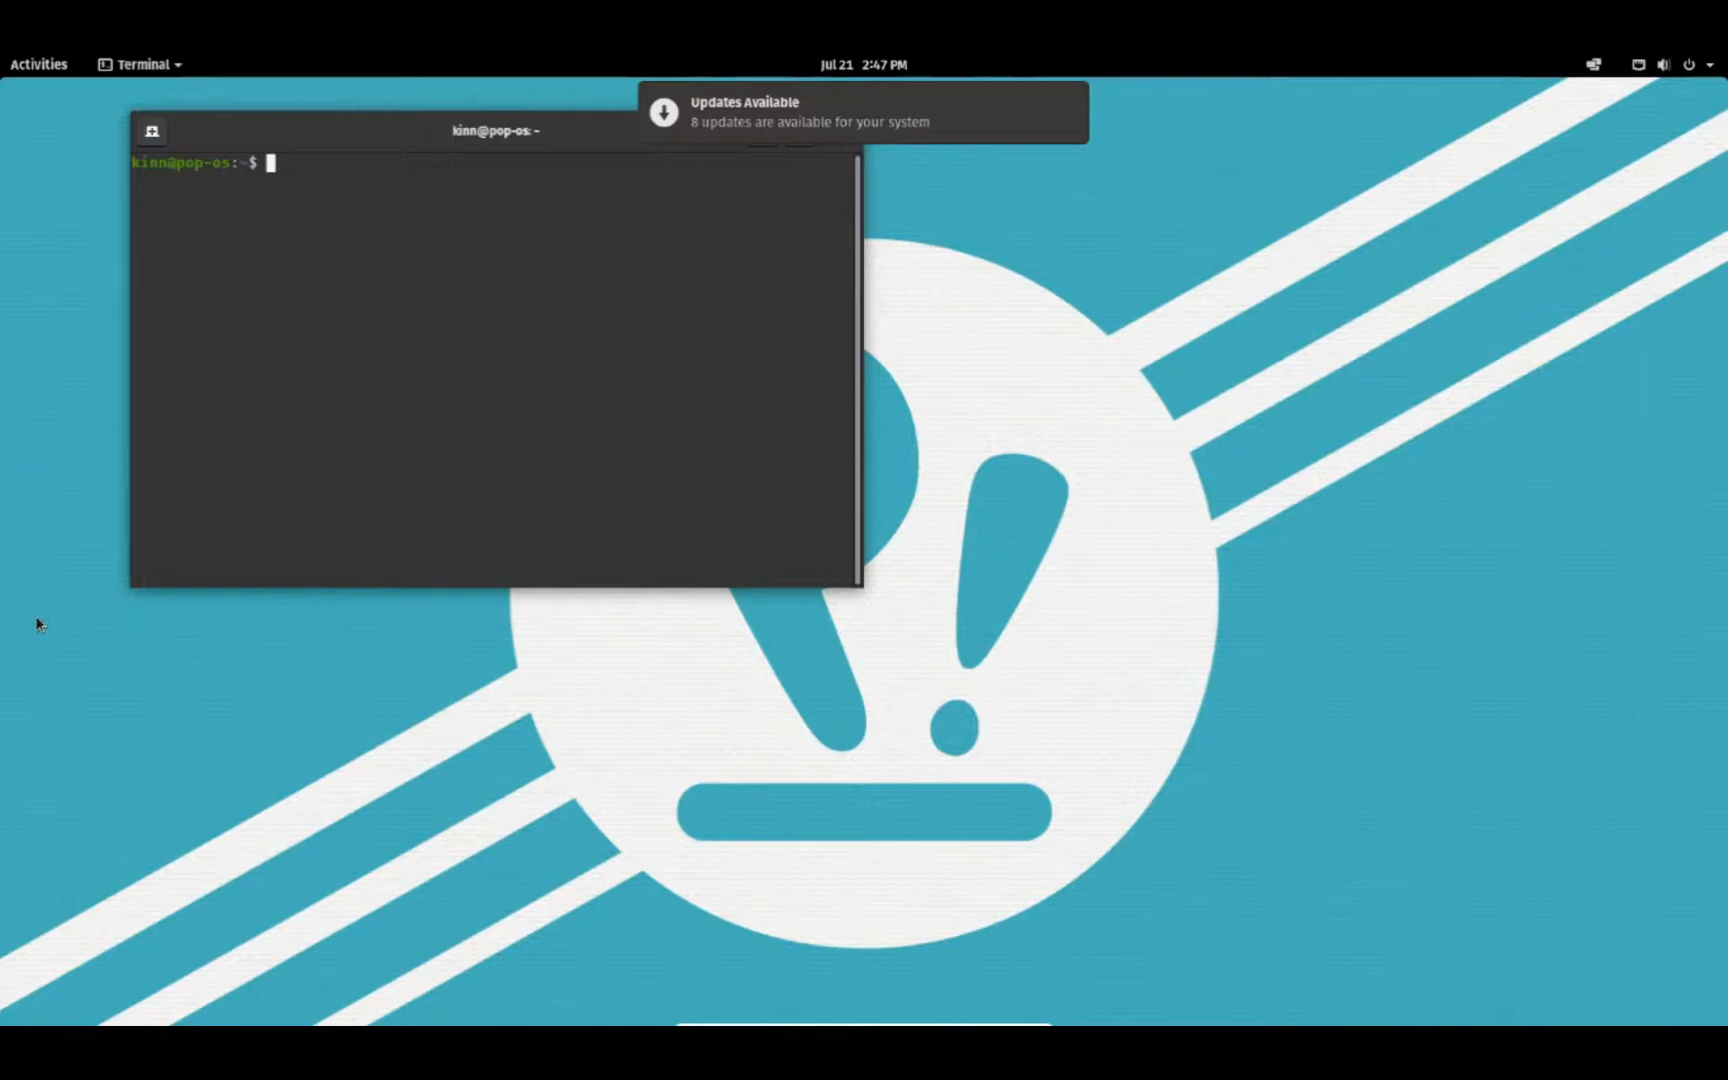 Activities
Terminal
Jul 21 2:47 PM
Updates Available
8 updates are available for your system
kinn@pop-os: ~
kinn@pop-os:~$